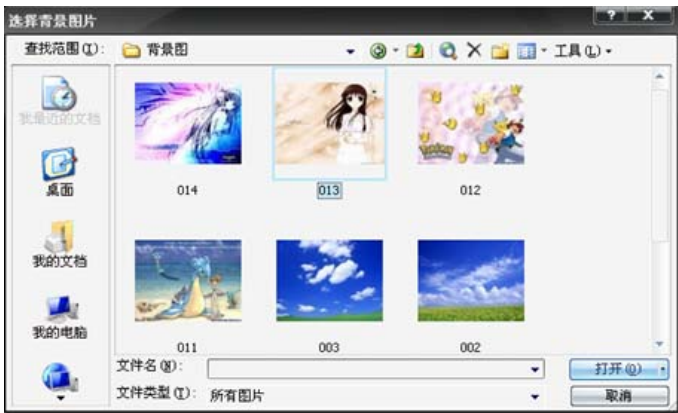 选择背景图片
? X
查找范围(I): 背景图 工具(L)
我最近的文档
桌面
我的文档
我的电脑
014 013 012
011 003 002
文件名(N): 打开(O)
文件类型(T): 所有图片 取消